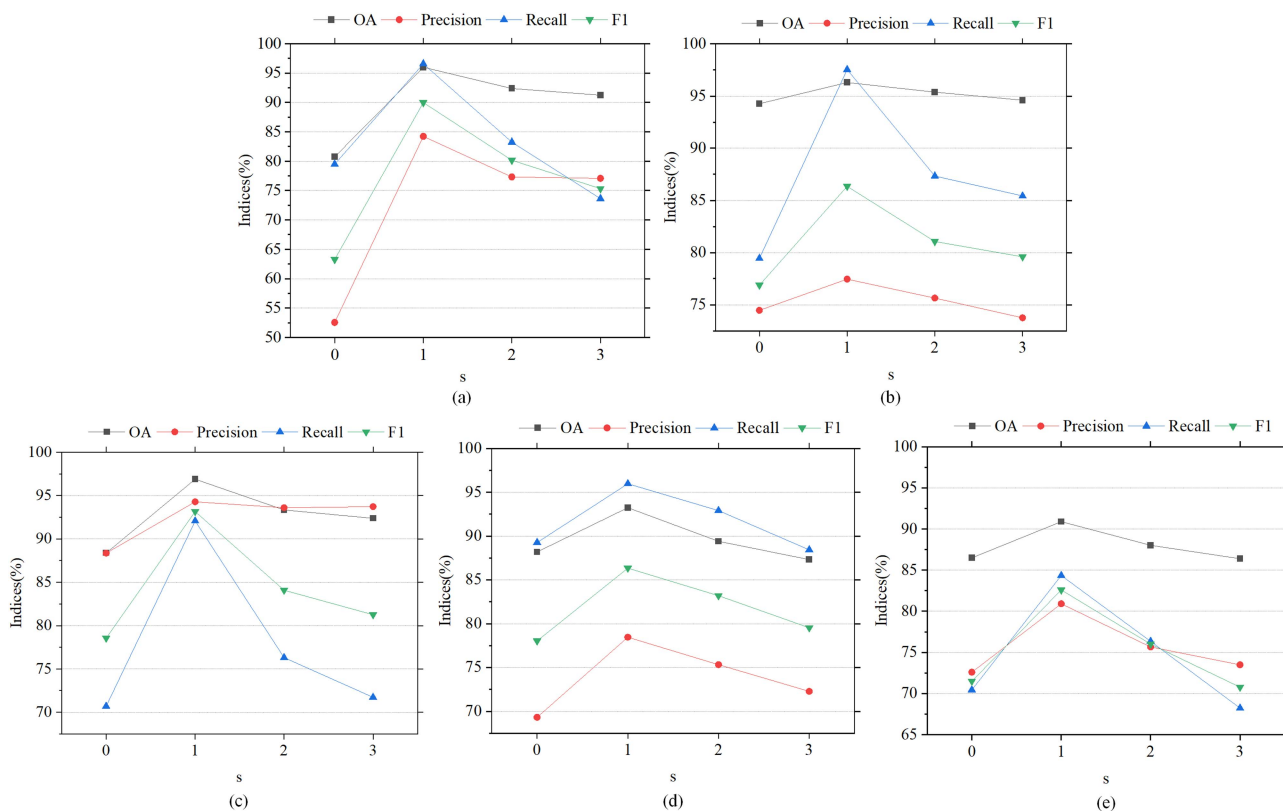 OA Precision Recall F1
100
95
90
85
80
75
70
65
60
55
50
Indices(%)
0 1 2 3
s
(a)
OA Precision Recall F1
100
95
90
85
80
75
Indices(%)
0 1 2 3
s
(b)
OA Precision Recall F1
100
95
90
85
80
75
70
Indices(%)
0 1 2 3
s
(c)
OA Precision Recall F1
100
95
90
85
80
75
70
Indices(%)
0 1 2 3
s
(d)
OA Precision Recall F1
100
95
90
85
80
75
70
65
Indices(%)
0 1 2 3
s
(e)